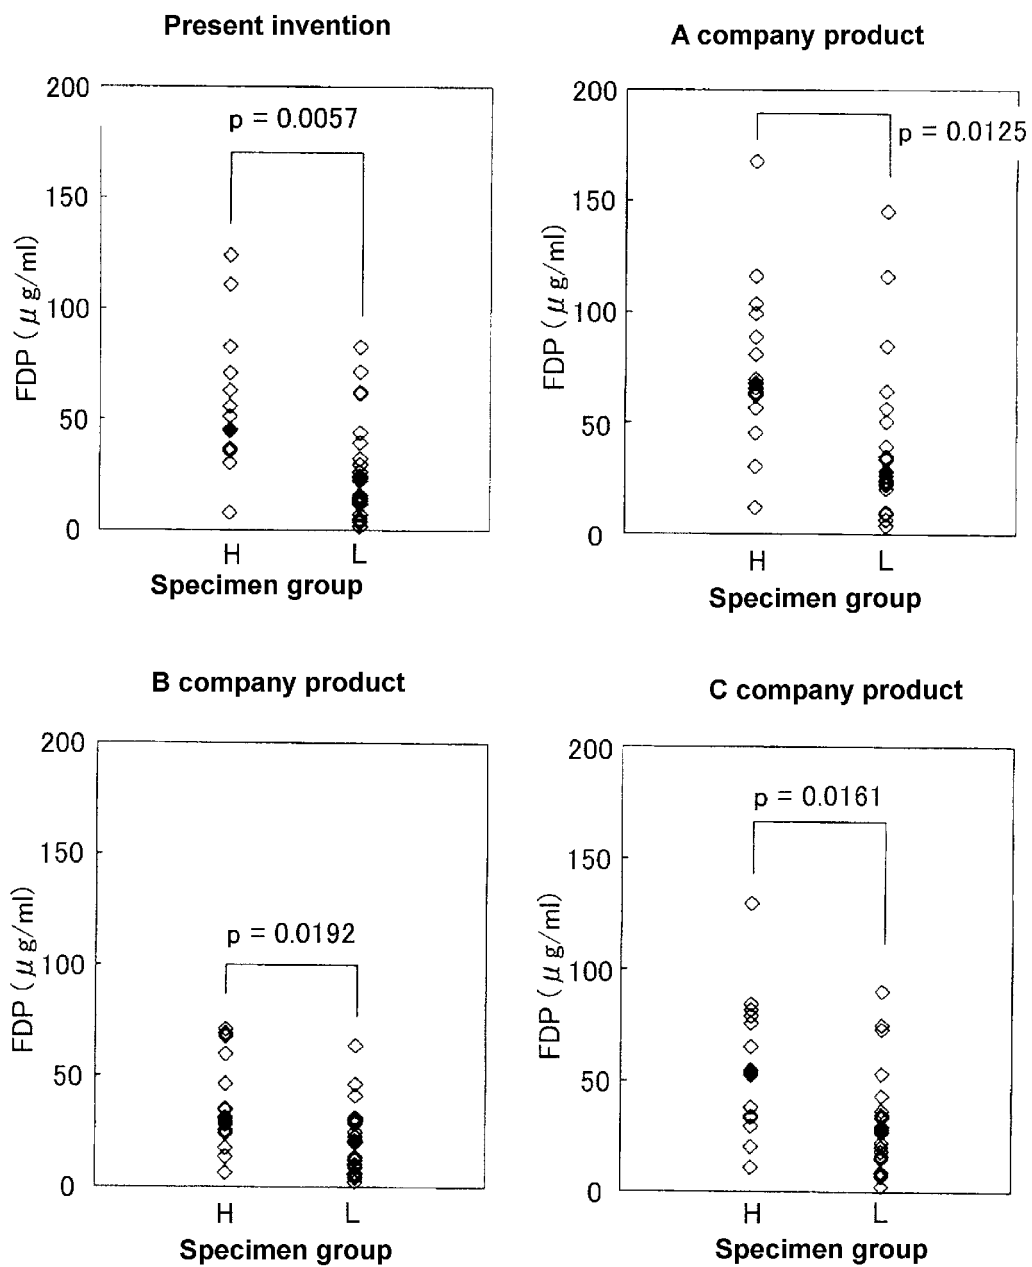 Present invention
200
p = 0.0057
150
100
50
0
FDP (μg/ml)
H L
Specimen group
A company product
200
p = 0.0125
150
100
50
0
FDP (μg/ml)
H L
Specimen group
B company product
200
150
p = 0.0192
100
50
0
FDP (μg/ml)
H L
Specimen group
C company product
200
p = 0.0161
150
100
50
0
FDP (μg/ml)
H L
Specimen group